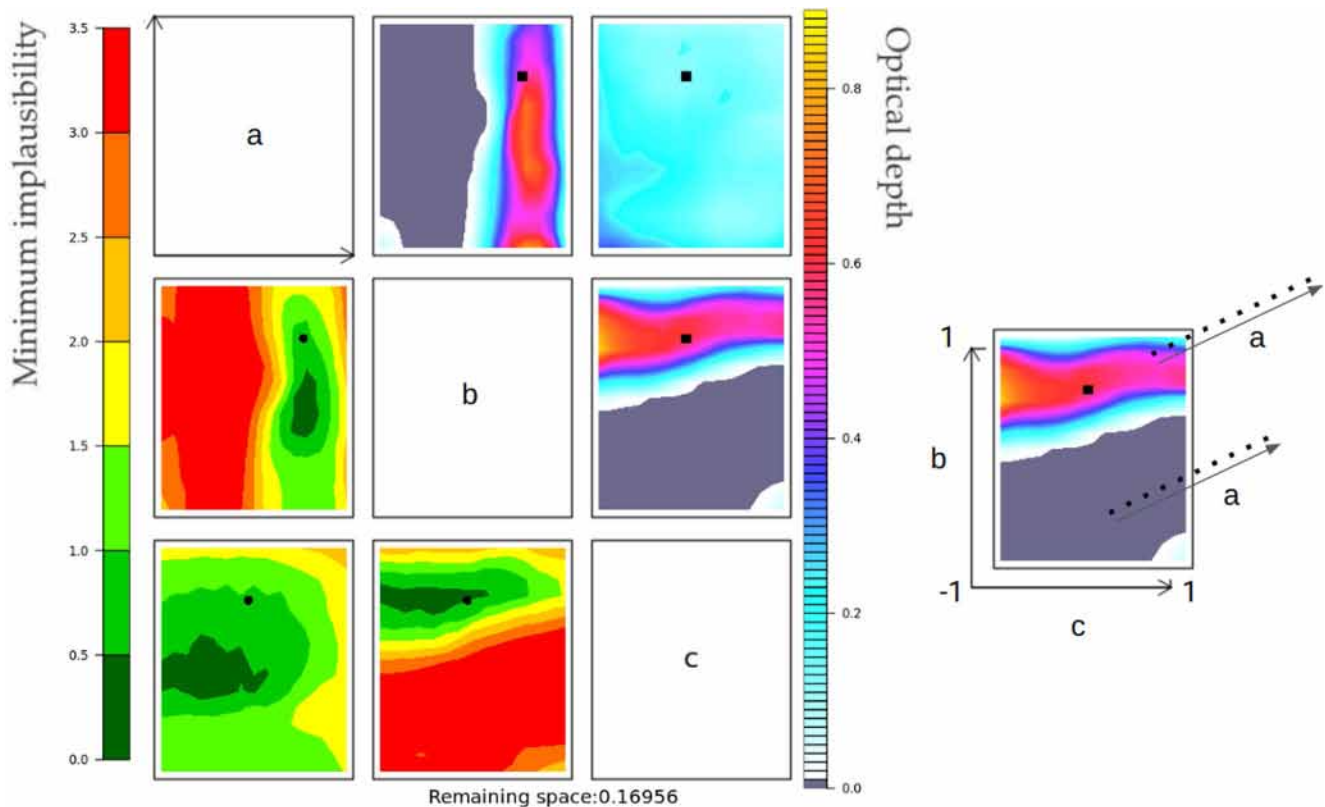 Minimum implausibility
3.5
3.0
2.5
2.0
1.5
1.0
0.5
0.0
a
b
c
Remaining space:0.16956
Optical depth
0.8
0.6
0.4
0.2
0.0
a
a
1
b
-1
1
c